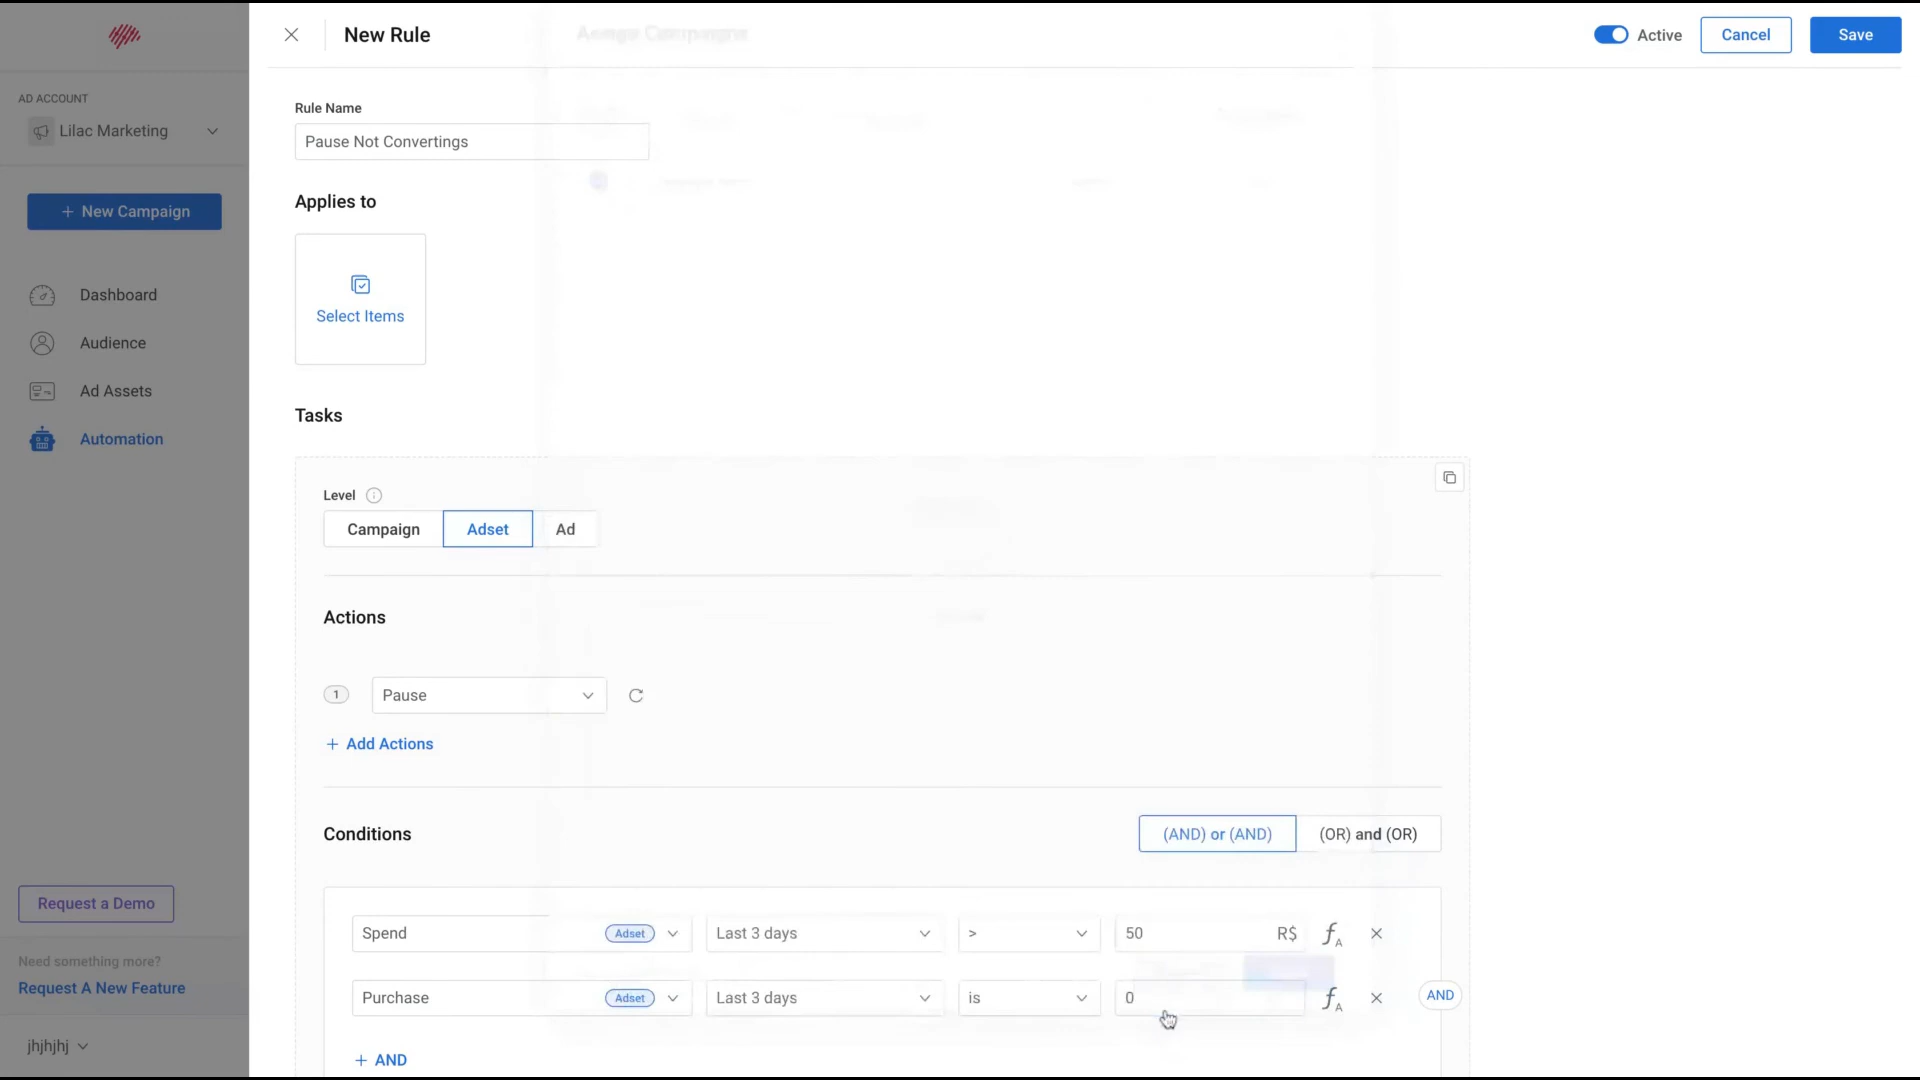 New Rule
Active
Cancel
Save
AD ACCOUNT
Lilac Marketing
+ New Campaign
Dashboard
Audience
Ad Assets
Automation
Request a Demo
Need something more?
Request A New Feature
jhjhjhj
Rule Name
Pause Not Convertings
Applies to
Select Items
Tasks
Level
Campaign Adset Ad
Actions
1 Pause
+ Add Actions
Conditions
(AND) or (AND) (OR) and (OR)
Spend Adset Last 3 days > 50 R$ fA
Purchase Adset Last 3 days is 0 fA AND
+ AND